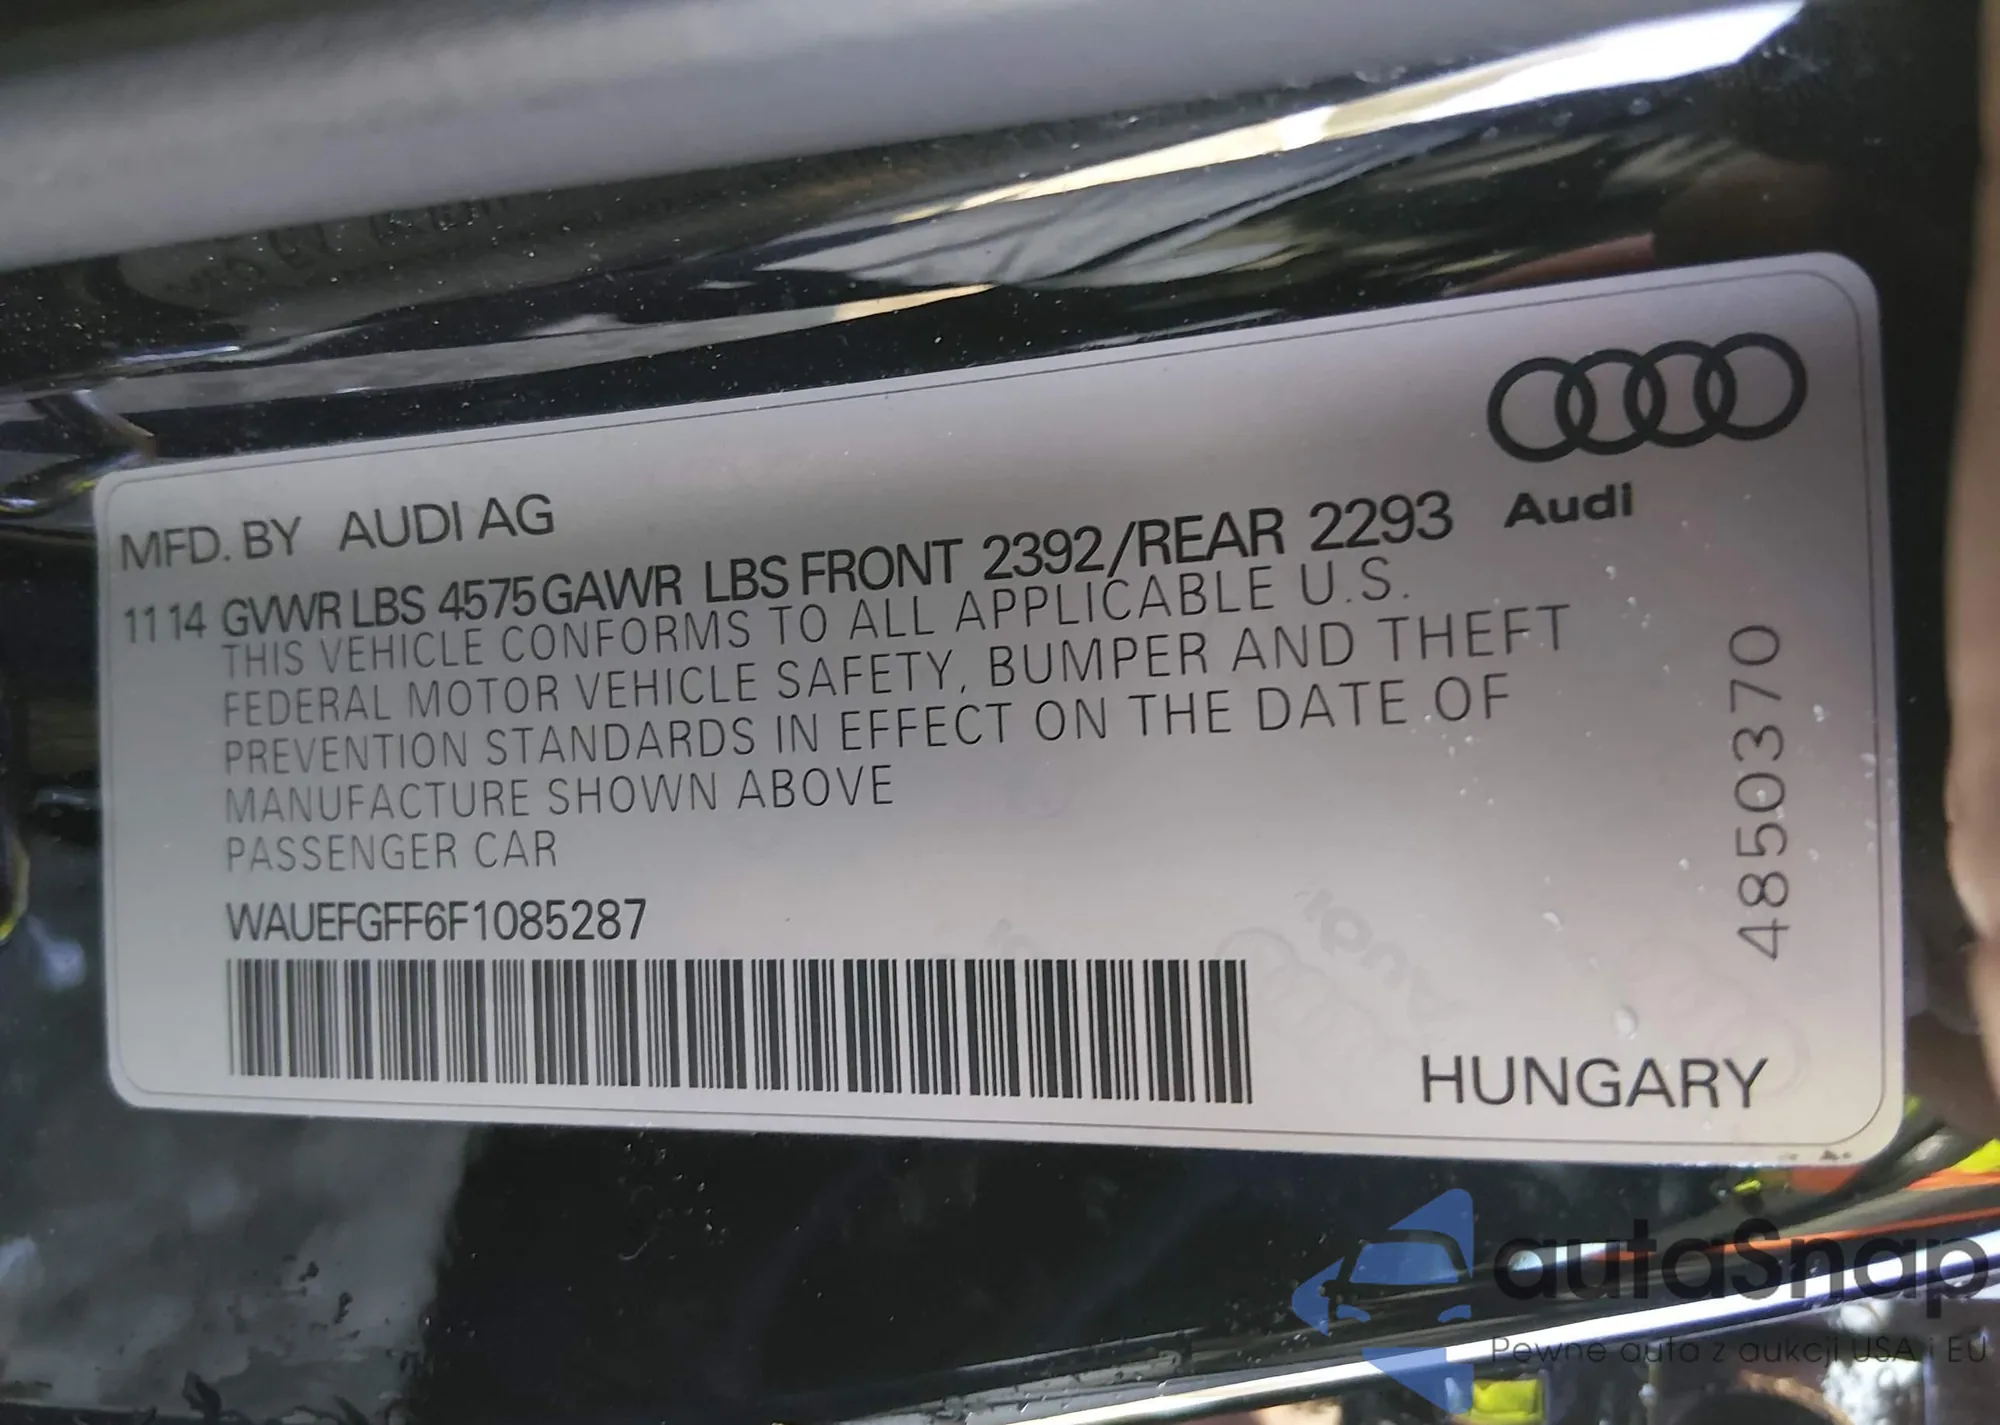 MFD. BY AUDI AG
11 14 GVWR LBS 4575 GAWR LBS FRONT 2392/REAR 2293
THIS VEHICLE CONFORMS TO ALL APPLICABLE U.S.
FEDERAL MOTOR VEHICLE SAFETY, BUMPER AND THEFT
PREVENTION STANDARDS IN EFFECT ON THE DATE OF
MANUFACTURE SHOWN ABOVE
PASSENGER CAR
WAUEFGFF6F1085287
Audi
4850370
HUNGARY
autaSnap
Pewne auta z aukcji USA i EU